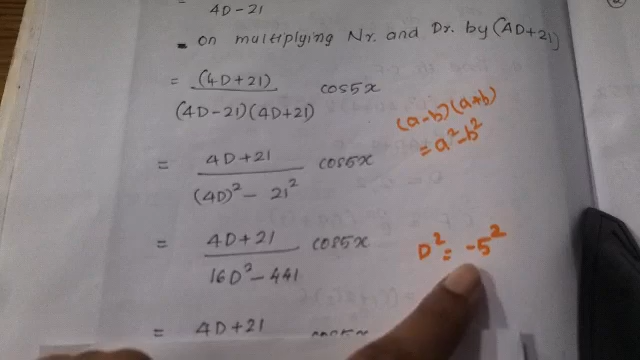 =
4D-21
on multiplying Nr. and Dr. by (4D+21)
= (4D+21)
(4D-21)(4D+21) cos5x
(a-b)(a+b)
= a²-b²
= 4D+21
(4D)² - 21² cos5x
= 4D+21
16D²-441 cos5x
D² = -5²
= 4D+21